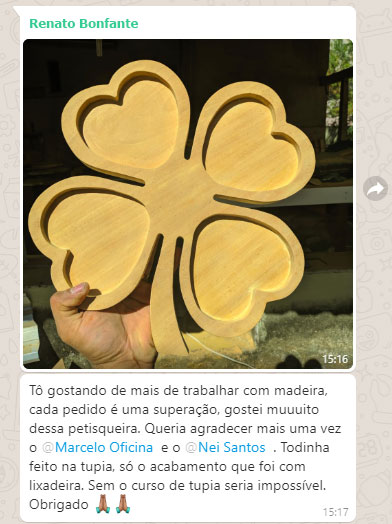 Renato Bonfante
15:16
Tô gostando de mais de trabalhar com madeira,
cada pedido é uma superação, gostei muuuito
dessa petisqueira. Queria agradecer mais uma vez
o @Marcelo Oficina e o @Nei Santos . Todinha
feito na tupia, só o acabamento que foi com
lixadeira. Sem o curso de tupia seria impossível.
Obrigado 🙏🏽 🙏🏽
15:17